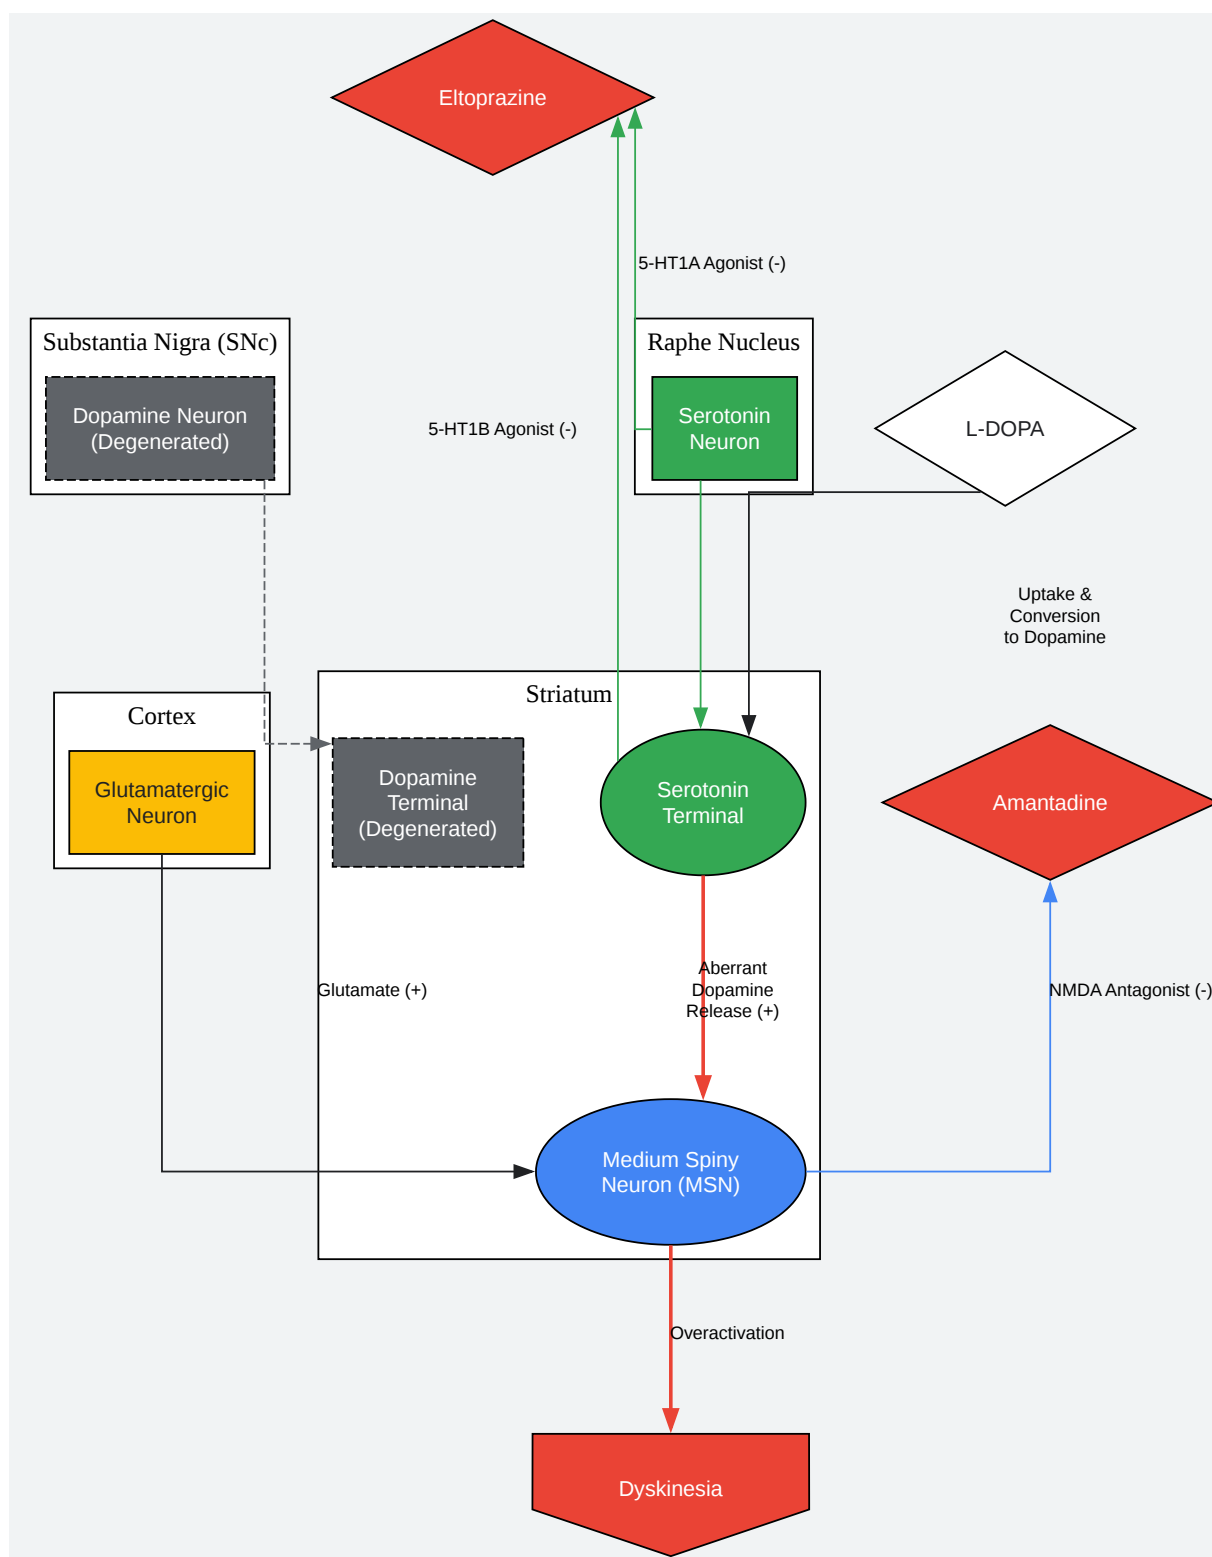 Eltoprazine
5-HT1A Agonist (-)
Substantia Nigra (SNc)
Raphe Nucleus
Dopamine Neuron
(Degenerated)
5-HT1B Agonist (-)
Serotonin
Neuron
L-DOPA
Uptake &
Conversion
to Dopamine
Striatum
Cortex
Glutamatergic
Neuron
Dopamine
Terminal
(Degenerated)
Serotonin
Terminal
Amantadine
Glutamate (+)
Aberrant
Dopamine
Release (+)
NMDA Antagonist (-)
Medium Spiny
Neuron (MSN)
Overactivation
Dyskinesia